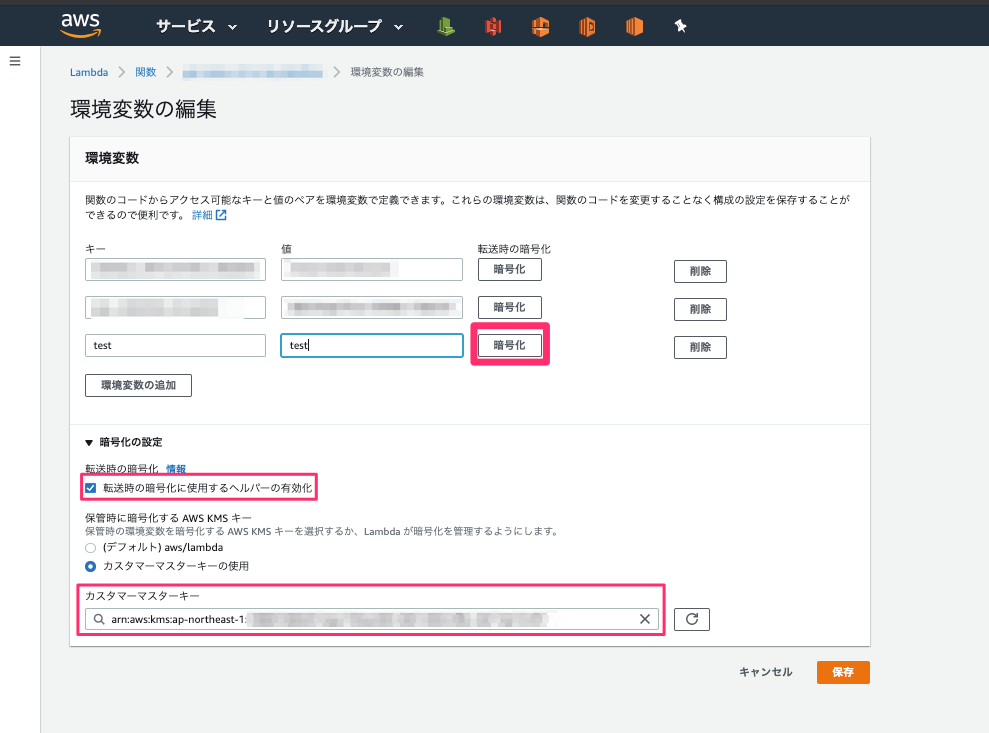 aws サービス リソースグループ
Lambda 関数 環境変数の編集
環境変数の編集
環境変数
関数のコードからアクセス可能なキーと値のペアを環境変数で定義できます。これらの環境変数は、関数のコードを変更することなく構成の設定を保存することが
できるので便利です。 詳細
キー 値 転送時の暗号化
暗号化 削除
暗号化 削除
test test 暗号化 削除
環境変数の追加
暗号化の設定
転送時の暗号化 情報
転送時の暗号化に使用するヘルパーの有効化
保管時に暗号化する AWS KMS キー
保管時の環境変数を暗号化する AWS KMS キーを選択するか、Lambda が暗号化を管理するようにします。
(デフォルト) aws/lambda
カスタマーマスターキーの使用
カスタマーマスターキー
arn:aws:kms:ap-northeast-1:
キャンセル 保存